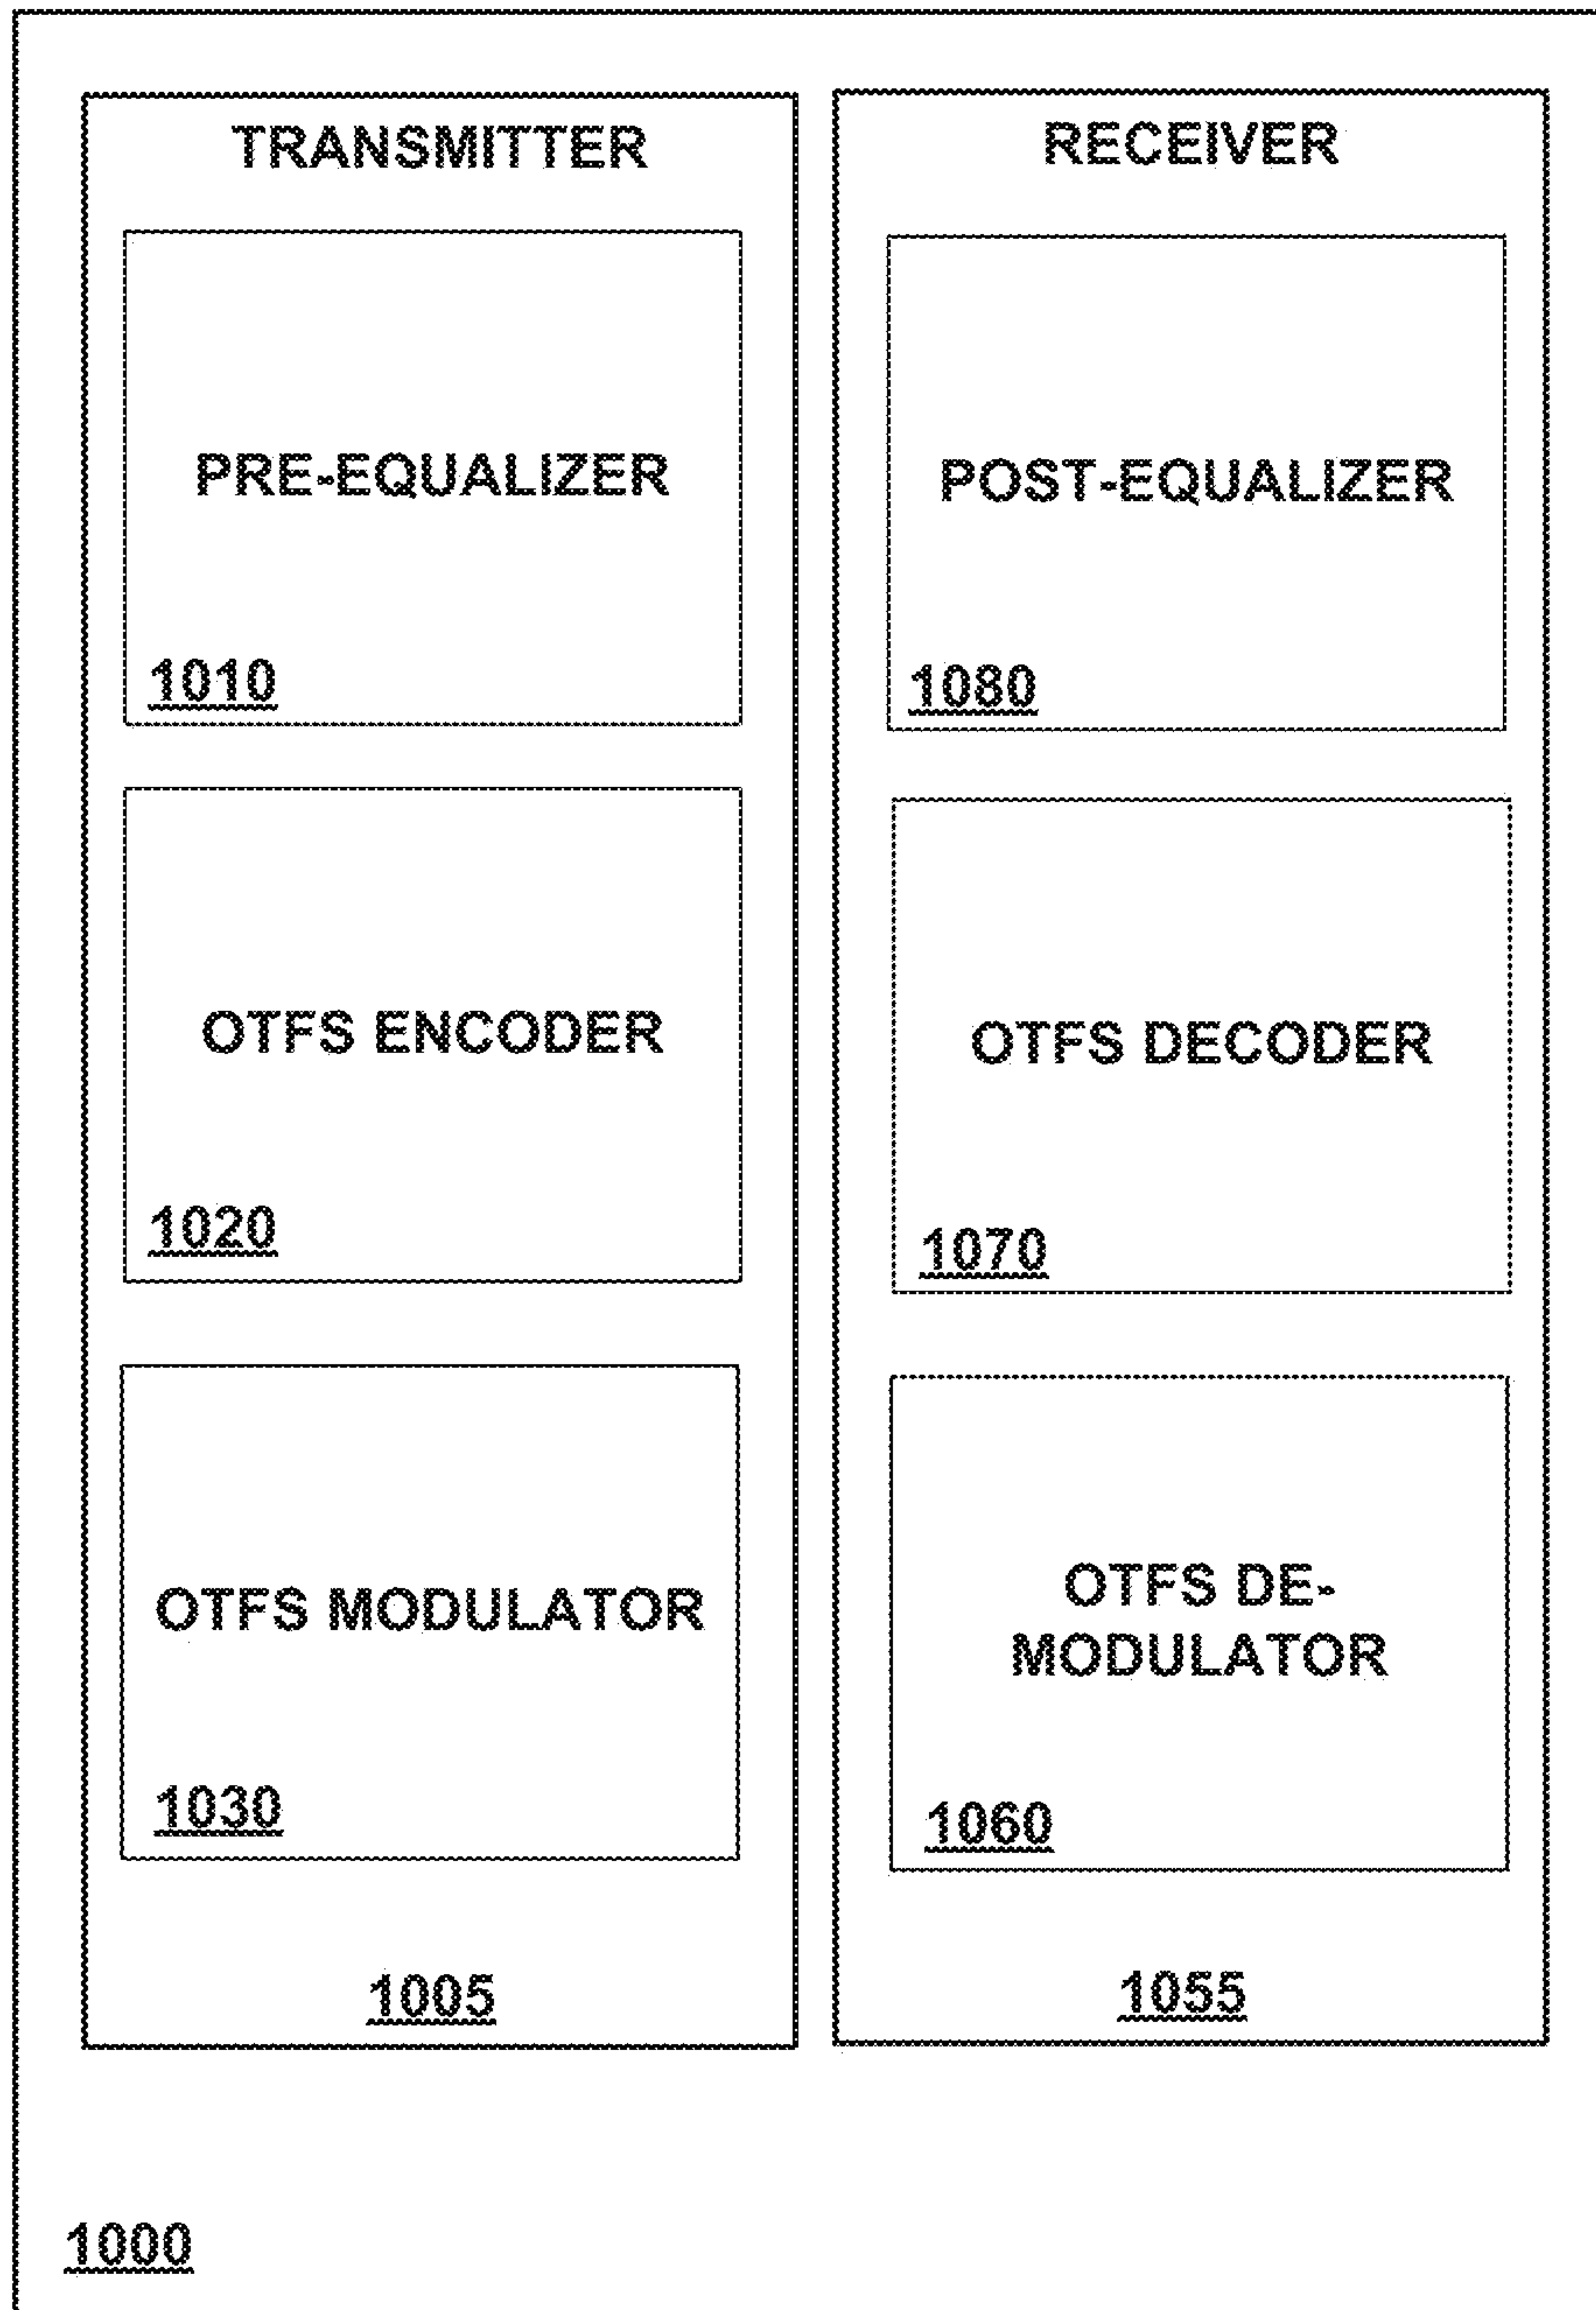 TRANSMITTER
PRE-EQUALIZER
1010
OTFS ENCODER
1020
OTFS MODULATOR
1030
1005
RECEIVER
POST-EQUALIZER
1080
OTFS DECODER
1070
OTFS DE-
MODULATOR
1060
1055
1000